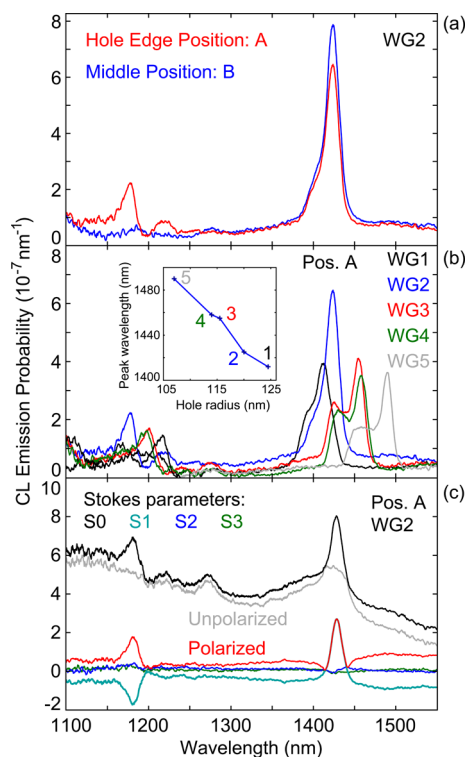 (a)
8
Hole Edge Position: A
WG2
Middle Position: B
6
4
2
0
(b)
8
1480
1440
1400
Peak wavelength (nm)
5
4
3
2
1
105
115
125
Hole radius (nm)
Pos. A
WG1
WG2
WG3
WG4
WG5
6
4
2
0
CL Emission Probability (10-7nm-1)
(c)
10
Stokes parameters:
S0 S1 S2 S3
Pos. A
WG2
8
6
4
2
0
-2
Unpolarized
Polarized
1100 1200 1300 1400 1500
Wavelength (nm)